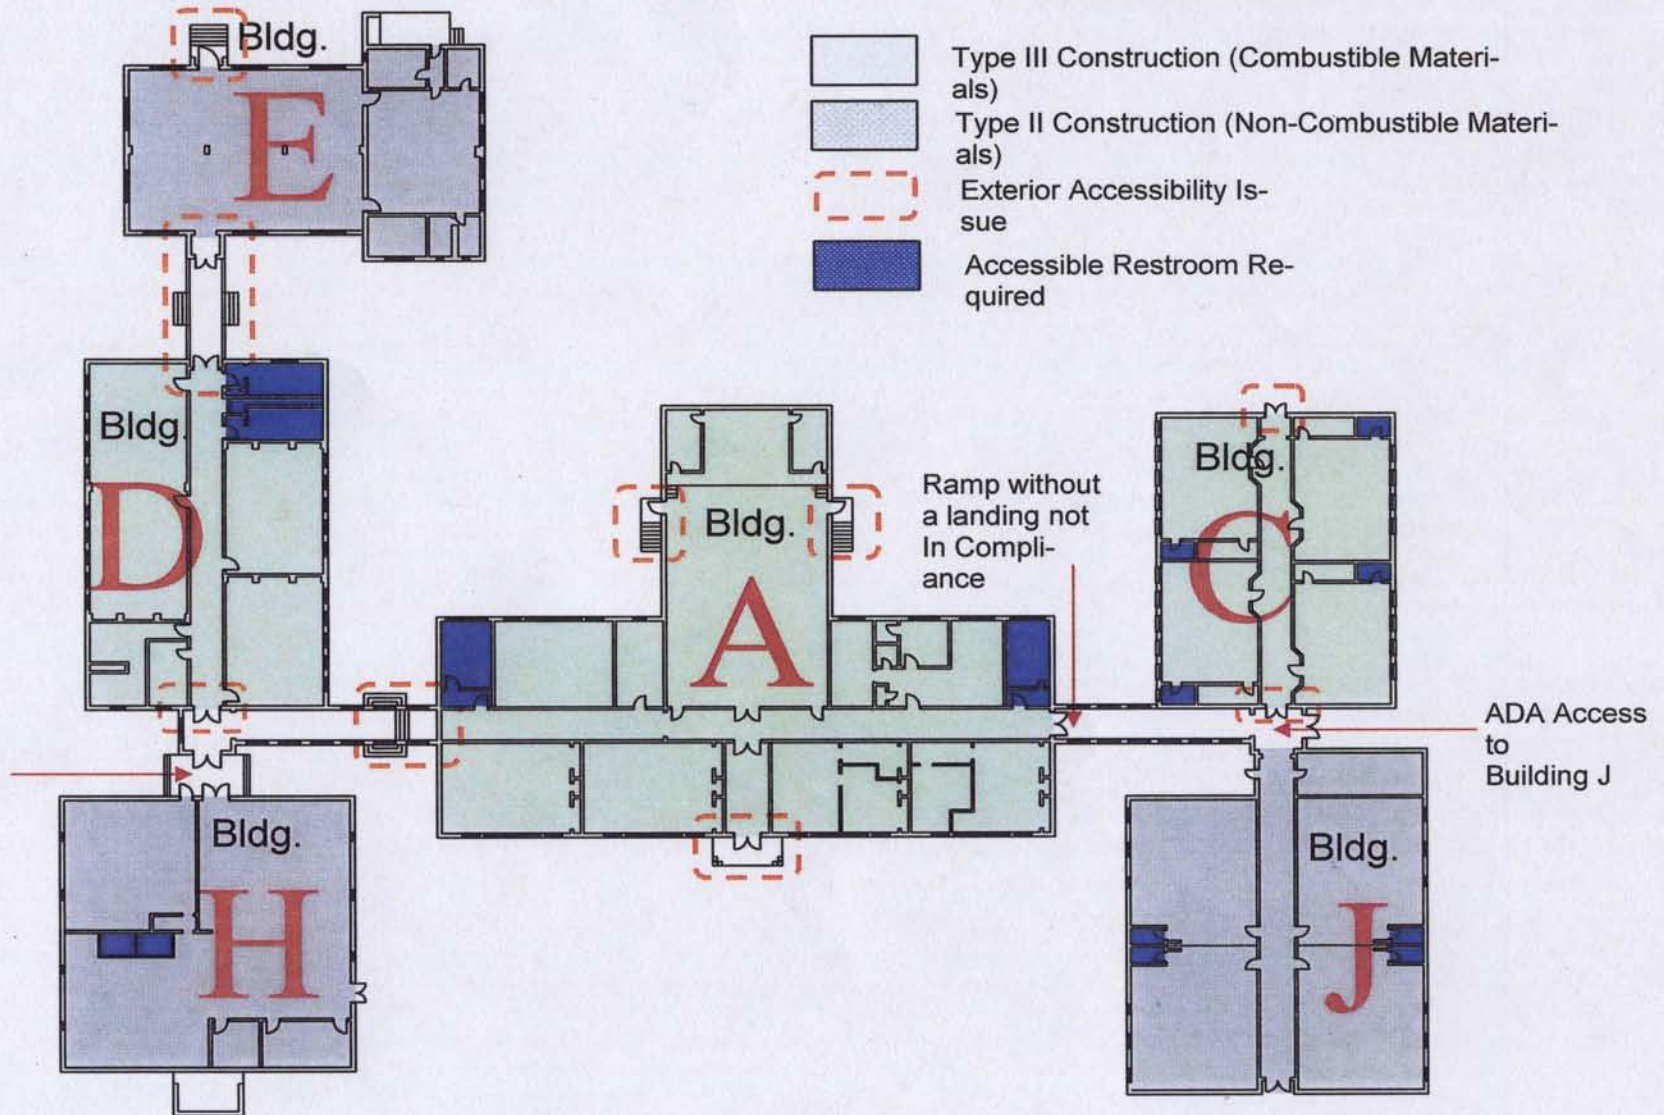 Bldg.
E
Type III Construction (Combustible Materi-
als)
Type II Construction (Non-Combustible Materi-
als)
Exterior Accessibility Is-
sue
Accessible Restroom Re-
quired
Bldg.
D
Bldg.
A
Ramp without
a landing not
In Compli-
ance
Bldg.
C
ADA Access
to
Building J
Bldg.
H
Bldg.
J